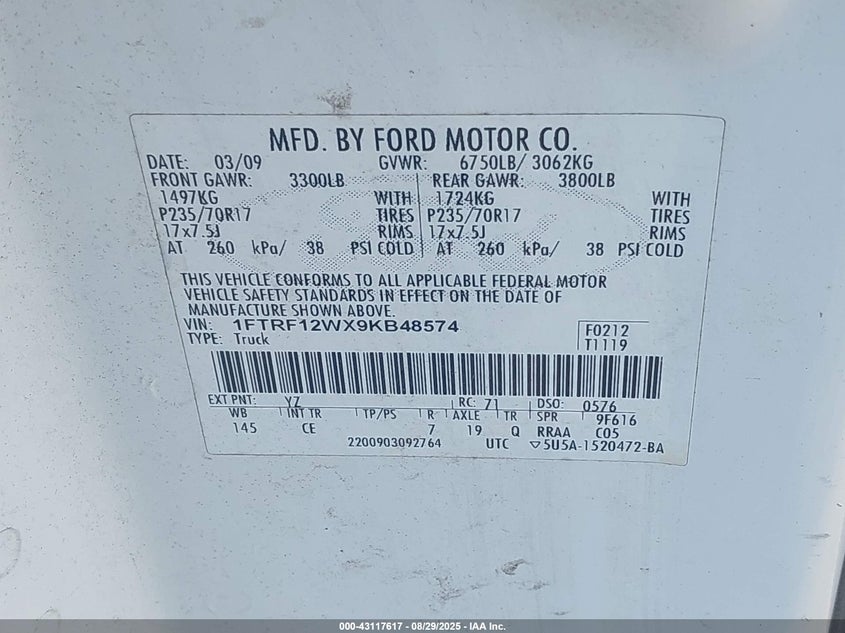 MFD. BY FORD MOTOR CO.
DATE: 03/09 GVWR: 6750LB/ 3062KG
FRONT GAWR: 3300LB REAR GAWR: 3800LB
1497KG WITH 1724KG WITH
P235/70R17 TIRES P235/70R17 TIRES
17x7.5J RIMS 17x7.5J RIMS
AT 260 kPa/ 38 PSI COLD AT 260 kPa/ 38 PSI COLD
THIS VEHICLE CONFORMS TO ALL APPLICABLE FEDERAL MOTOR
VEHICLE SAFETY STANDARDS IN EFFECT ON THE DATE OF
MANUFACTURE SHOWN ABOVE.
VIN: 1FTRF12WX9KB48574 F0212
TYPE: Truck T1119
EXT PNT: YZ RC: 71 DSO: 0576
WB INT TR TP/PS R AXLE TR SPR 9F616
145 CE 7 19 Q RRAA C05
2200903092764 UTC ▽5U5A-1520472-BA
000-43117617 - 08/29/2025 - IAA Inc.